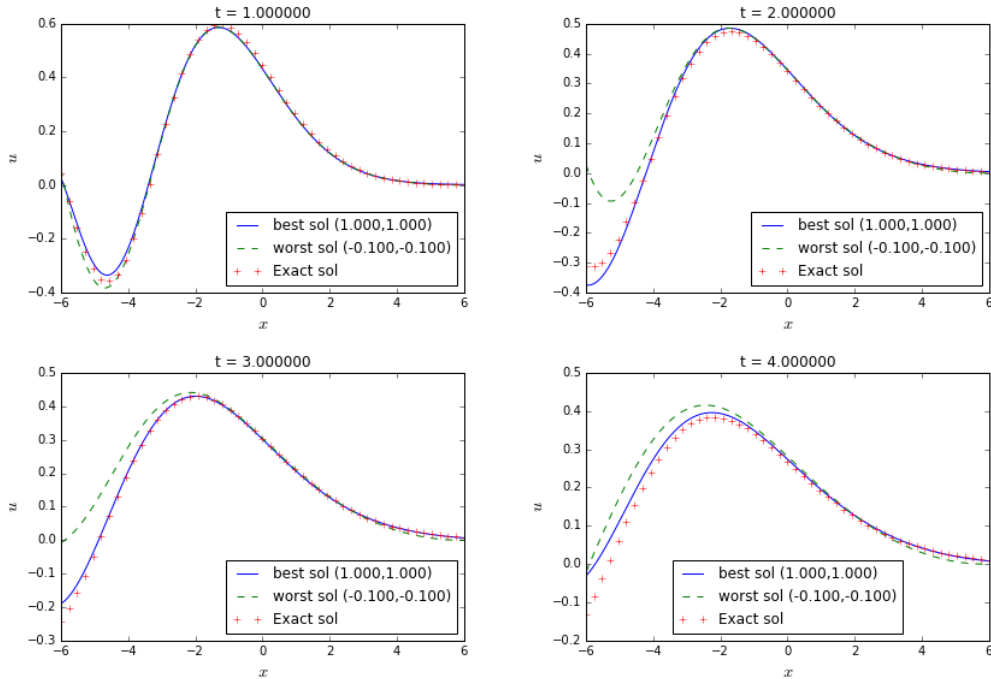 t = 1.000000
0.6
0.4
0.2
0.0
−0.2
−0.4
u
−6 −4 −2 0 2 4 6
x
best sol (1.000,1.000)
worst sol (-0.100,-0.100)
Exact sol
t = 2.000000
0.5
0.4
0.3
0.2
0.1
0.0
−0.1
−0.2
−0.3
−0.4
u
−6 −4 −2 0 2 4 6
x
best sol (1.000,1.000)
worst sol (-0.100,-0.100)
Exact sol
t = 3.000000
0.5
0.4
0.3
0.2
0.1
0.0
−0.1
−0.2
−0.3
u
−6 −4 −2 0 2 4 6
x
best sol (1.000,1.000)
worst sol (-0.100,-0.100)
Exact sol
t = 4.000000
0.5
0.4
0.3
0.2
0.1
0.0
−0.1
−0.2
u
−6 −4 −2 0 2 4 6
x
best sol (1.000,1.000)
worst sol (-0.100,-0.100)
Exact sol